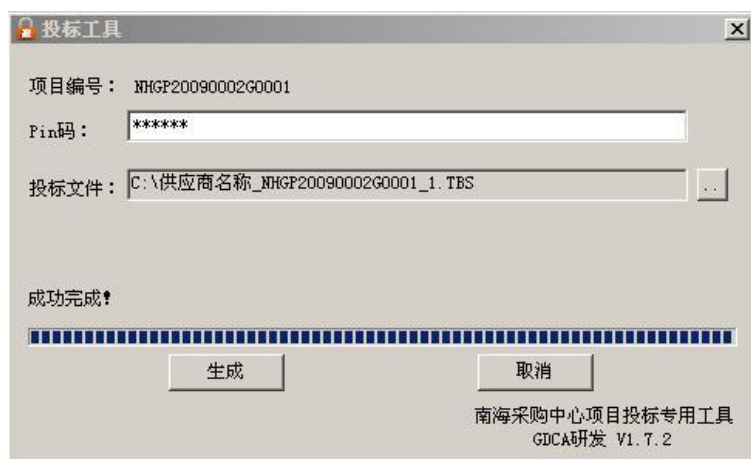 投标工具
项目编号： NHGP20090002G0001
Pin码： ******
投标文件： C:\供应商名称_NHGP20090002G0001_1.TBS ..
成功完成!
生成 取消
南海采购中心项目投标专用工具
GDCA研发 V1.7.2